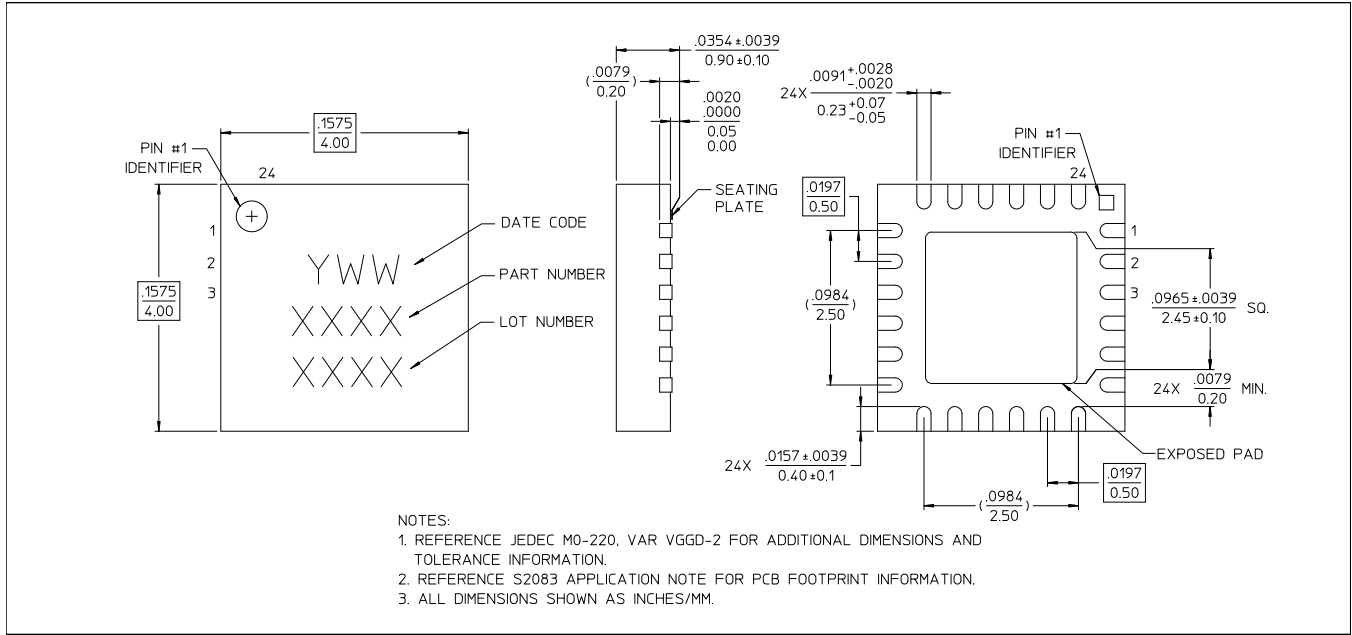 .1575
4.00
PIN #1
IDENTIFIER
24
1
2
3
.1575
4.00
YWW
XXXX
XXXX
DATE CODE
PART NUMBER
LOT NUMBER
.0354±.0039
0.90±0.10
(.0079)
0.20
.0020
.0000
0.05
0.00
SEATING
PLATE
24X .0091 +.0028
-.0020
0.23 +0.07
-0.05
PIN #1
IDENTIFIER
24
.0197
0.50
1
2
3
(.0984)
2.50
.0965±.0039 SQ.
2.45±0.10
24X .0079 MIN.
0.20
EXPOSED PAD
24X .0157±.0039
0.40±0.1
.0197
0.50
(.0984)
2.50
NOTES:
1. REFERENCE JEDEC MO-220, VAR VGGD-2 FOR ADDITIONAL DIMENSIONS AND
TOLERANCE INFORMATION.
2. REFERENCE S2083 APPLICATION NOTE FOR PCB FOOTPRINT INFORMATION.
3. ALL DIMENSIONS SHOWN AS INCHES/MM.